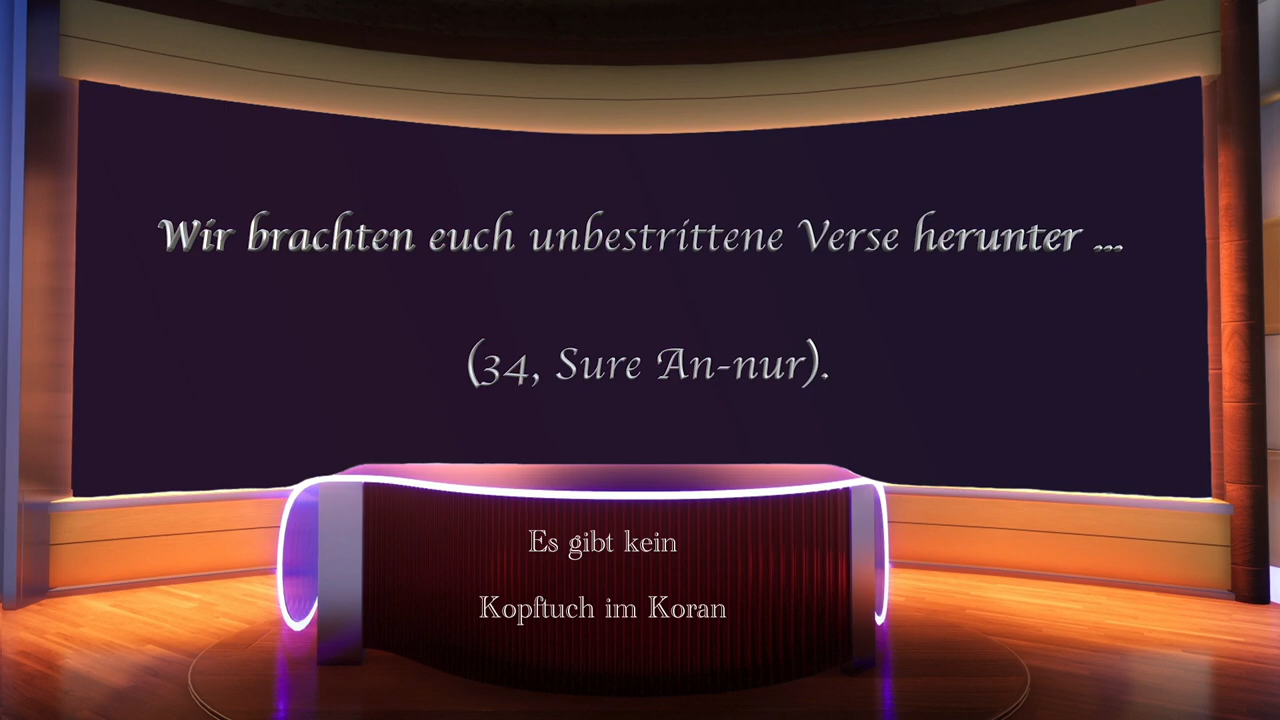 Wir brachten euch unbestrittene Verse herunter ...
(34, Sure An-nur).
Es gibt kein
Kopftuch im Koran